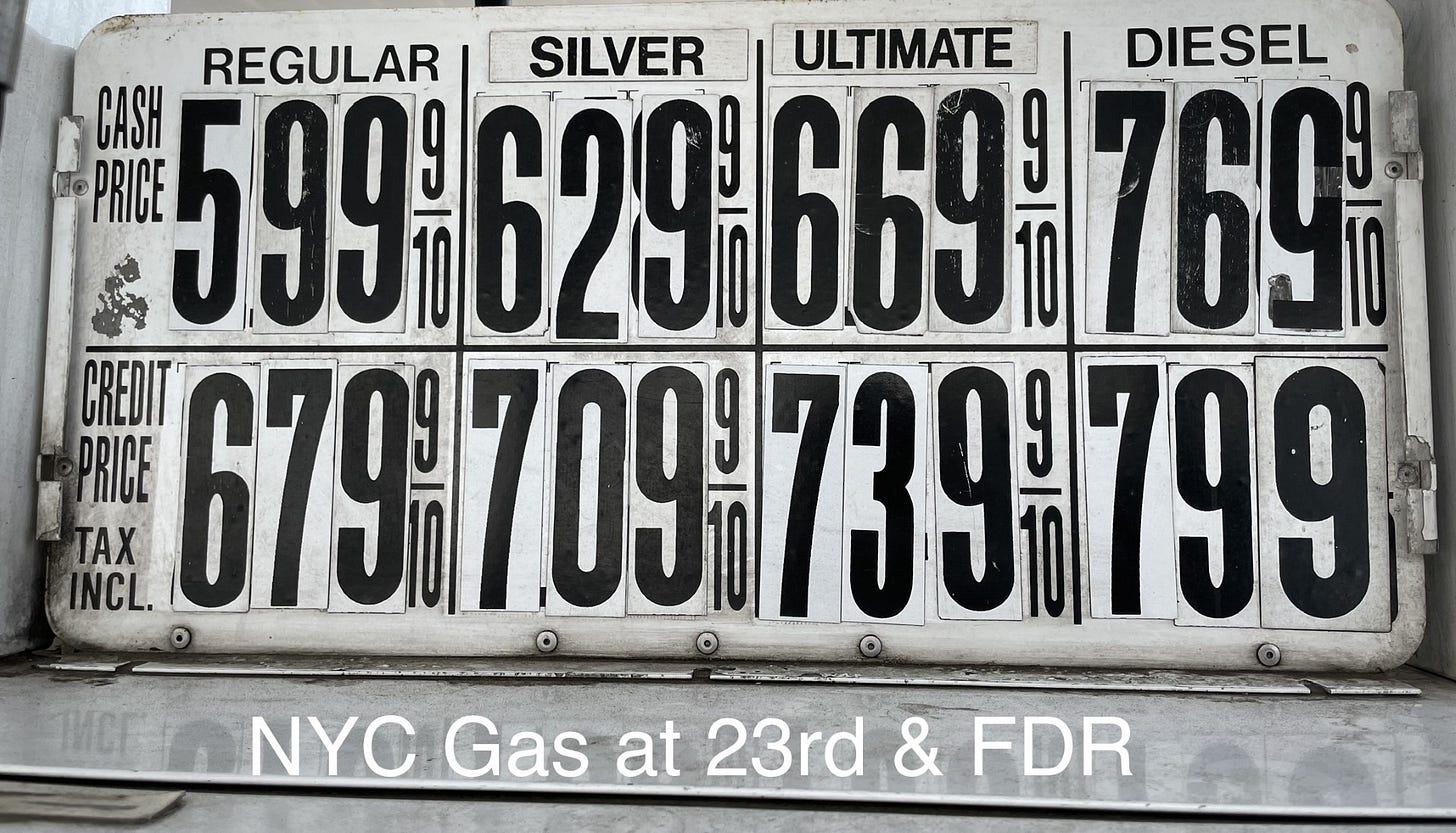 REGULAR SILVER ULTIMATE DIESEL
CASH PRICE 599 9/10 629 9/10 669 9/10 769 9/10
CREDIT PRICE 679 9/10 709 9/10 739 9/10 799
TAX INCL.
NYC Gas at 23rd & FDR